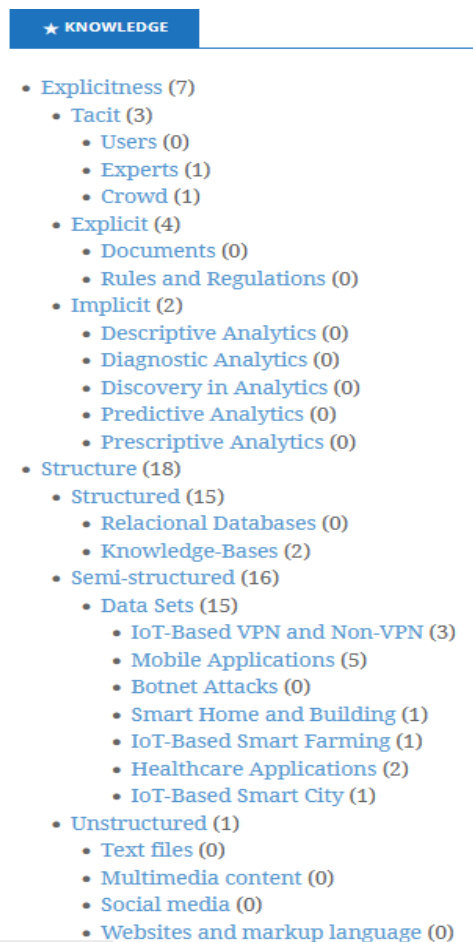 ★ KNOWLEDGE
• Explicitness (7)
• Tacit (3)
• Users (0)
• Experts (1)
• Crowd (1)
• Explicit (4)
• Documents (0)
• Rules and Regulations (0)
• Implicit (2)
• Descriptive Analytics (0)
• Diagnostic Analytics (0)
• Discovery in Analytics (0)
• Predictive Analytics (0)
• Prescriptive Analytics (0)
• Structure (18)
• Structured (15)
• Relacional Databases (0)
• Knowledge-Bases (2)
• Semi-structured (16)
• Data Sets (15)
• IoT-Based VPN and Non-VPN (3)
• Mobile Applications (5)
• Botnet Attacks (0)
• Smart Home and Building (1)
• IoT-Based Smart Farming (1)
• Healthcare Applications (2)
• IoT-Based Smart City (1)
• Unstructured (1)
• Text files (0)
• Multimedia content (0)
• Social media (0)
• Websites and markup language (0)